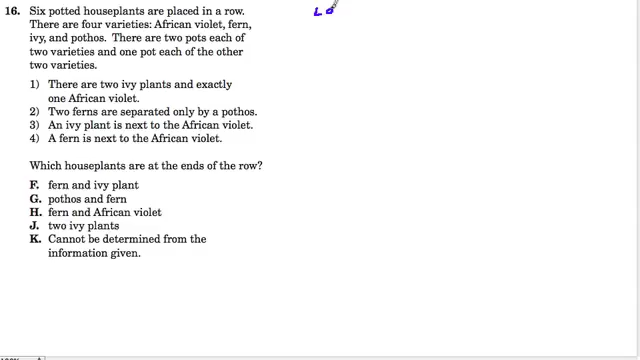 16. Six potted houseplants are placed in a row.
There are four varieties: African violet, fern,
ivy, and pothos. There are two pots each of
two varieties and one pot each of the other
two varieties.
1) There are two ivy plants and exactly
one African violet.
2) Two ferns are separated only by a pothos.
3) An ivy plant is next to the African violet.
4) A fern is next to the African violet.
Which houseplants are at the ends of the row?
F. fern and ivy plant
G. pothos and fern
H. fern and African violet
J. two ivy plants
K. Cannot be determined from the
information given.